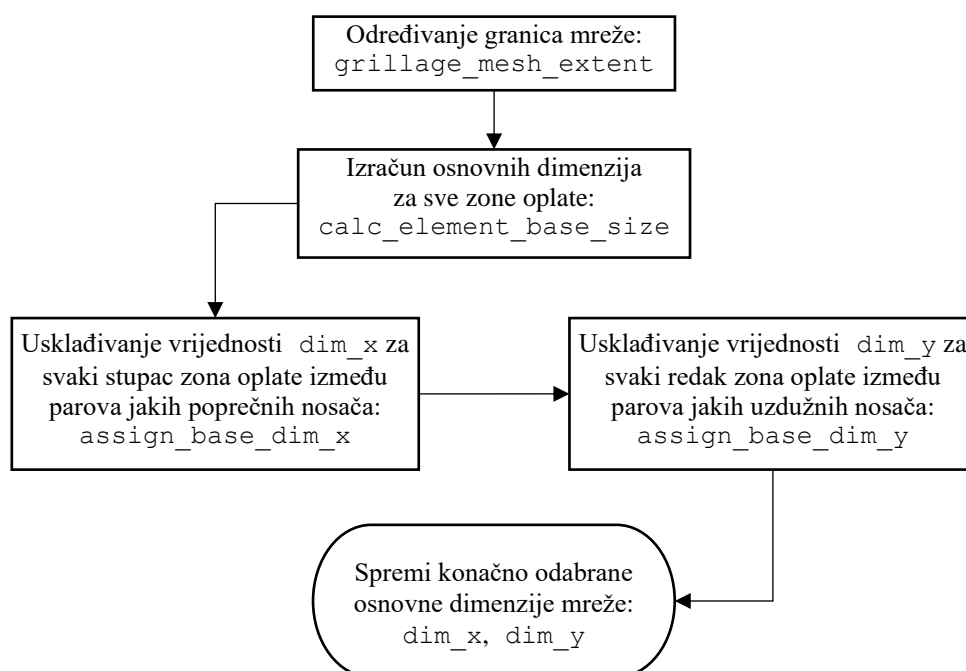 Određivanje granica mreže:
grillage_mesh_extent
Izračun osnovnih dimenzija
za sve zone oplate:
calc_element_base_size
Usklađivanje vrijednosti dim_x za
svaki stupac zona oplate između
parova jakih poprečnih nosača:
assign_base_dim_x
Usklađivanje vrijednosti dim_y za
svaki redak zona oplate između
parova jakih uzdužnih nosača:
assign_base_dim_y
Spremi konačno odabrane
osnovne dimenzije mreže:
dim_x, dim_y